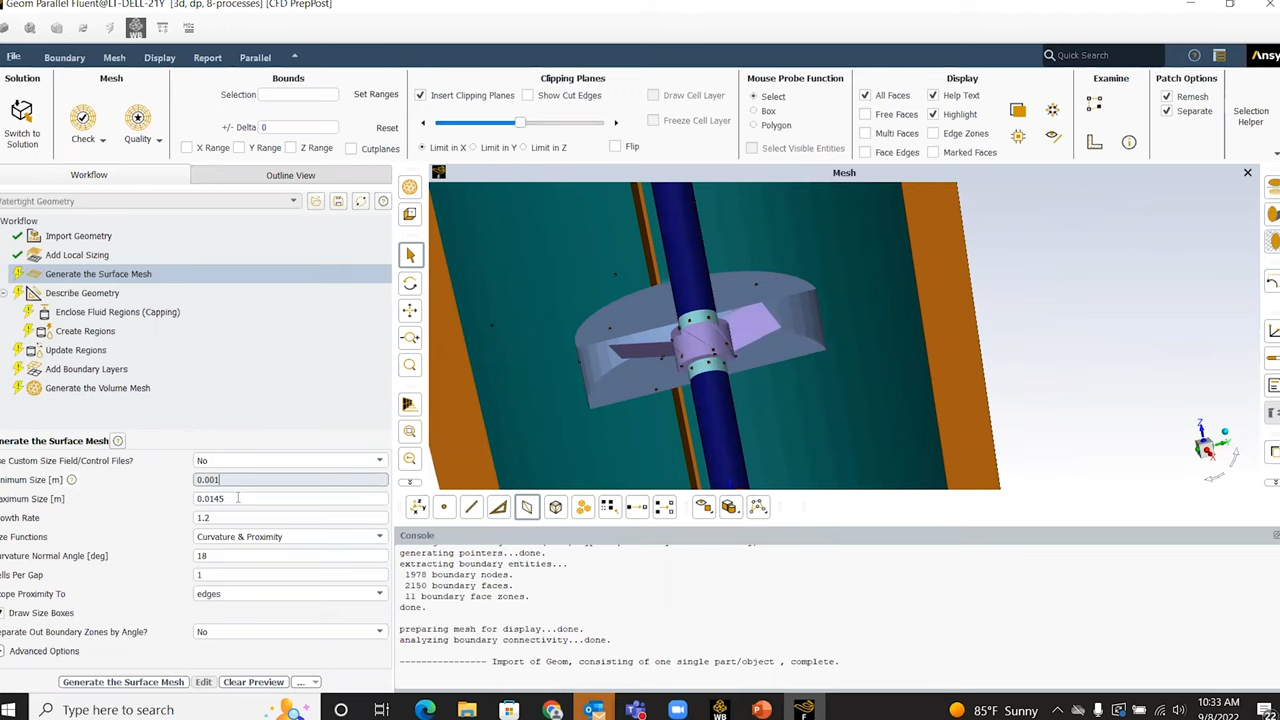 Geom Parallel Fluent@LT-DELL-21Y  [3d, dp, 8-processes] [CFD PrepPost]
WB
File Boundary Mesh Display Report Parallel Quick Search Ansy
Solution Mesh Bounds Clipping Planes Mouse Probe Function Display Examine Patch Options
Switch to
Solution
Check
Quality
Selection Set Ranges
+/- Delta 0 Reset
X Range Y Range Z Range Cutplanes
Insert Clipping Planes Show Cut Edges
Limit in X Limit in Y Limit in Z Flip
Draw Cell Layer
Freeze Cell Layer
Select
Box
Polygon
Select Visible Entities
All Faces Help Text
Free Faces Highlight
Multi Faces Edge Zones
Face Edges Marked Faces
Remesh
Separate
Selection
Helper
Workflow Outline View
Watertight Geometry
Workflow
Import Geometry
Add Local Sizing
Generate the Surface Mesh
Describe Geometry
Enclose Fluid Regions (Capping)
Create Regions
Update Regions
Add Boundary Layers
Generate the Volume Mesh
enerate the Surface Mesh
e Custom Size Field/Control Files? No
nimum Size [m] 0.001
aximum Size [m] 0.0145
owth Rate 1.2
ze Functions Curvature & Proximity
urvature Normal Angle [deg] 18
ells Per Gap 1
cope Proximity To edges
Draw Size Boxes
eparate Out Boundary Zones by Angle? No
Advanced Options
Generate the Surface Mesh Edit Clear Preview ...
Mesh
Z
Y
X
Console
generating pointers...done.
extracting boundary entities...
1978 boundary nodes.
2150 boundary faces.
11 boundary face zones.
done.
preparing mesh for display...done.
analyzing boundary connectivity...done.
---------------- Import of Geom, consisting of one single part/object , complete.
Type here to search
WB
85°F Sunny
10:33 AM